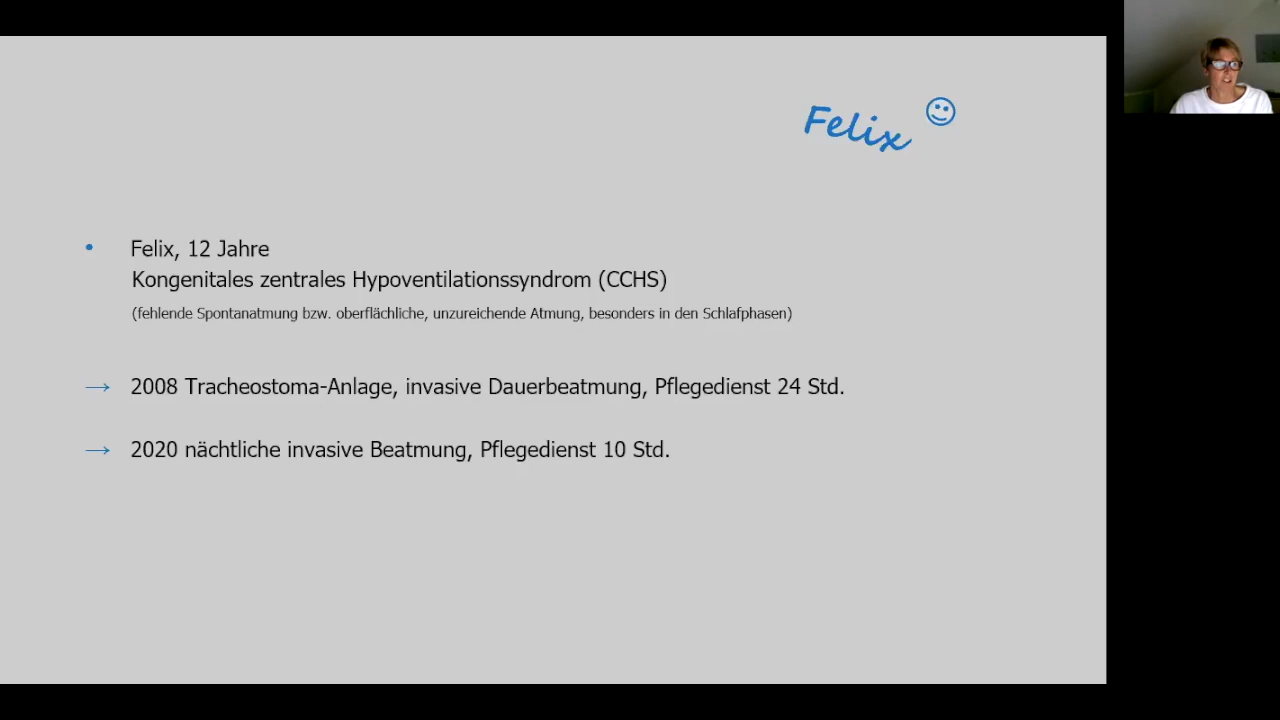 Felix ☺
• Felix, 12 Jahre
Kongenitales zentrales Hypoventilationssyndrom (CCHS)
(fehlende Spontanatmung bzw. oberflächliche, unzureichende Atmung, besonders in den Schlafphasen)
→ 2008 Tracheostoma-Anlage, invasive Dauerbeatmung, Pflegedienst 24 Std.
→ 2020 nächtliche invasive Beatmung, Pflegedienst 10 Std.